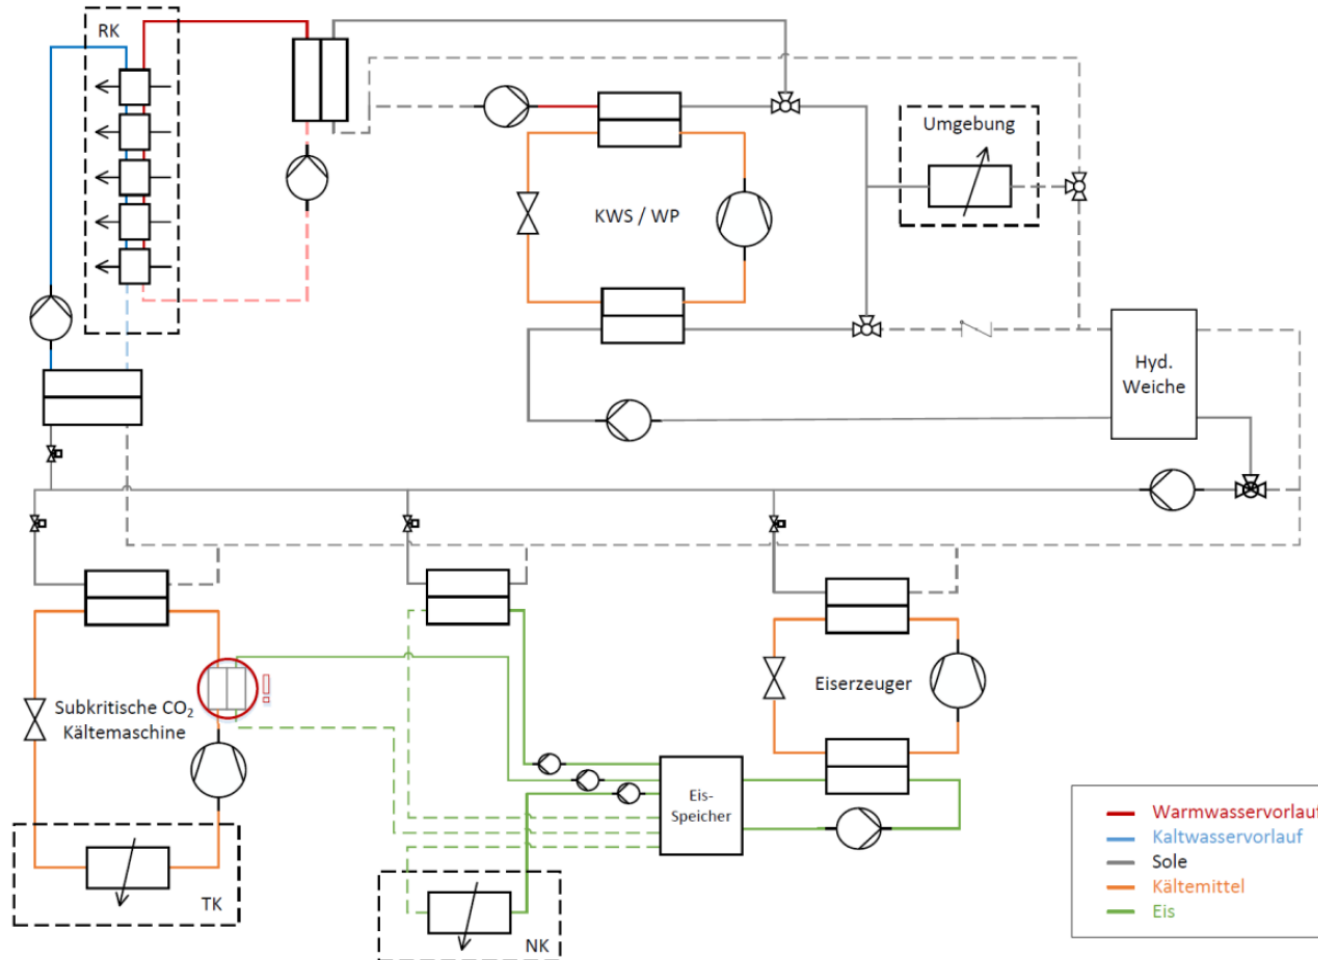 RK
Umgebung
KWS / WP
Hyd.
Weiche
Subkritische CO₂
Kältemaschine
Eiserzeuger
Eis-
Speicher
TK
NK
Warmwasservorlauf
Kaltwasservorlauf
Sole
Kältemittel
Eis